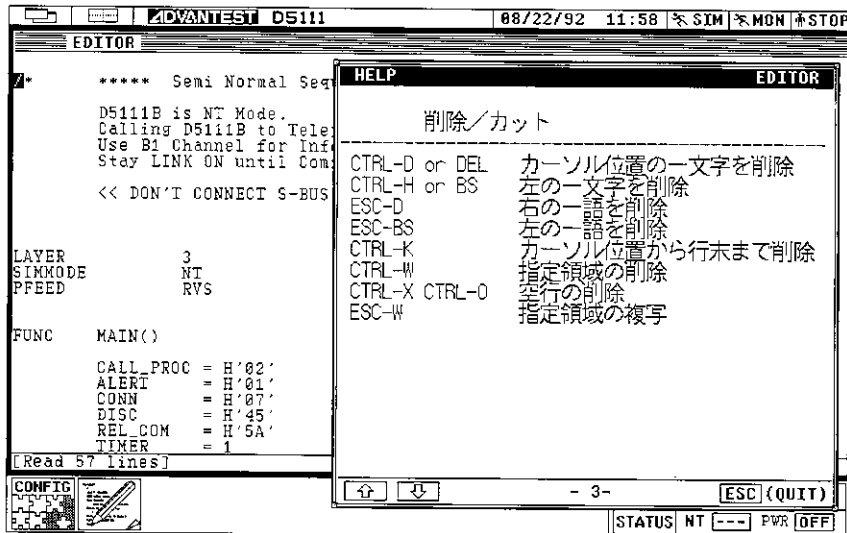 ADVANTEST D5111 08/22/92 11:58 SIM MON STOP
EDITOR
/* ***** Semi Normal Seq
D5111B is NT Mode.
Calling D5111B to Tele
Use B1 Channel for Inf
Stay LINK ON until Com
<< DON'T CONNECT S-BUS
LAYER 3
SIMMODE NT
PFEED RVS
FUNC MAIN()
CALL_PROC = H'02'
ALERT = H'01'
CONN = H'07'
DISC = H'45'
REL_COM = H'5A'
TIMER = 1
[Read 57 lines]
HELP EDITOR
削除/カット
CTRL-D or DEL カーソル位置の一文字を削除
CTRL-H or BS 左の一文字を削除
ESC-D 右の一語を削除
ESC-BS 左の一語を削除
CTRL-K カーソル位置から行末まで削除
CTRL-W 指定領域の削除
CTRL-X CTRL-O 空行の削除
ESC-W 指定領域の複写
- 3- ESC (QUIT)
CONFIG
STATUS NT --- PWR OFF